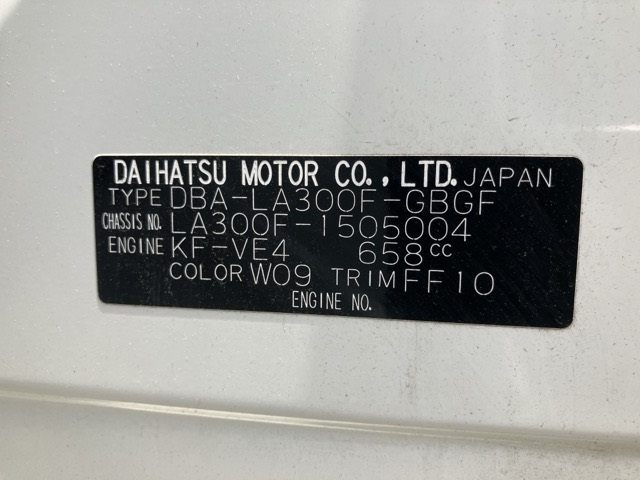 DAIHATSU MOTOR CO., LTD. JAPAN
TYPE DBA-LA300F-GBGF
CHASSIS NO. LA300F-1505004
ENGINE KF-VE4 658cc
COLOR W09 TRIM FF10
ENGINE NO.